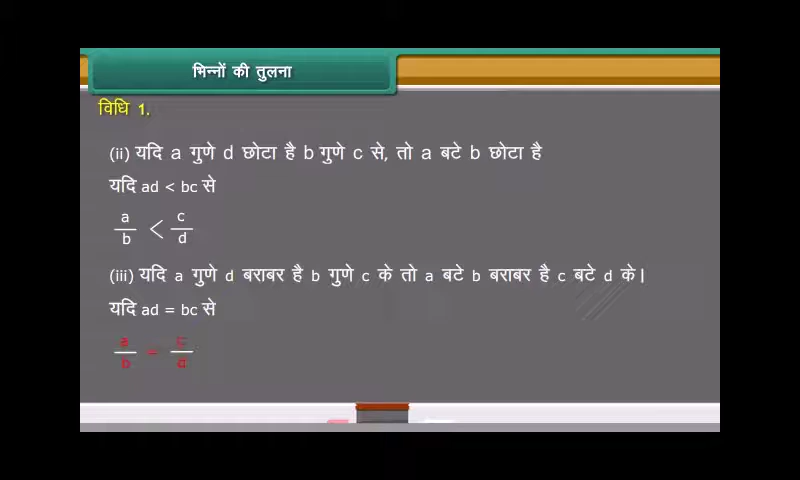 भिन्नों की तुलना
विधि 1.
(ii) यदि a गुणे d छोटा है b गुणे c से, तो a बटे b छोटा है
यदि ad < bc से
a/b < c/d
(iii) यदि a गुणे d बराबर है b गुणे c के तो a बटे b बराबर है c बटे d के।
यदि ad = bc से
a/b = c/d